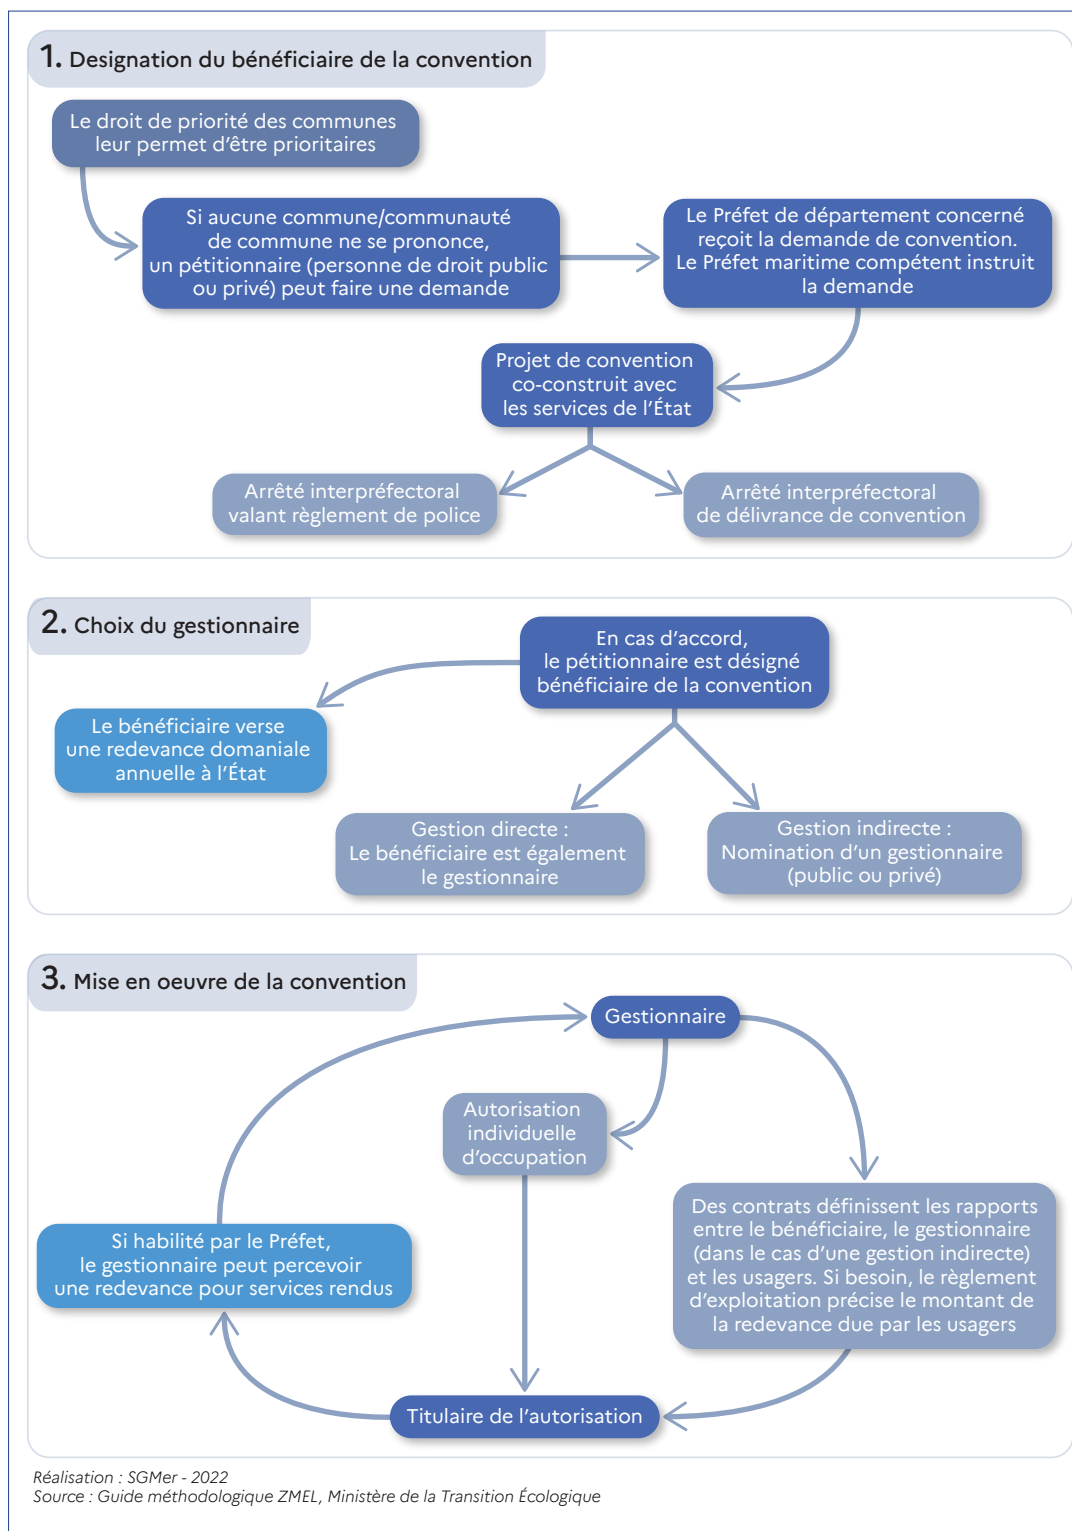 1. Designation du bénéficiaire de la convention
Le droit de priorité des communes
leur permet d'être prioritaires
Si aucune commune/communauté
de commune ne se prononce,
un pétitionnaire (personne de droit public
ou privé) peut faire une demande
Le Préfet de département concerné
reçoit la demande de convention.
Le Préfet maritime compétent instruit
la demande
Projet de convention
co-construit avec
les services de l'État
Arrêté interpréfectoral
valant règlement de police
Arrêté interpréfectoral
de délivrance de convention
2. Choix du gestionnaire
En cas d'accord,
le pétitionnaire est désigné
bénéficiaire de la convention
Le bénéficiaire verse
une redevance domaniale
annuelle à l'État
Gestion directe :
Le bénéficiaire est également
le gestionnaire
Gestion indirecte :
Nomination d'un gestionnaire
(public ou privé)
3. Mise en oeuvre de la convention
Gestionnaire
Autorisation
individuelle
d'occupation
Des contrats définissent les rapports
entre le bénéficiaire, le gestionnaire
(dans le cas d'une gestion indirecte)
et les usagers. Si besoin, le règlement
d'exploitation précise le montant de
la redevance due par les usagers
Si habilité par le Préfet,
le gestionnaire peut percevoir
une redevance pour services rendus
Titulaire de l'autorisation
Réalisation : SGMer - 2022
Source : Guide méthodologique ZMEL, Ministère de la Transition Écologique